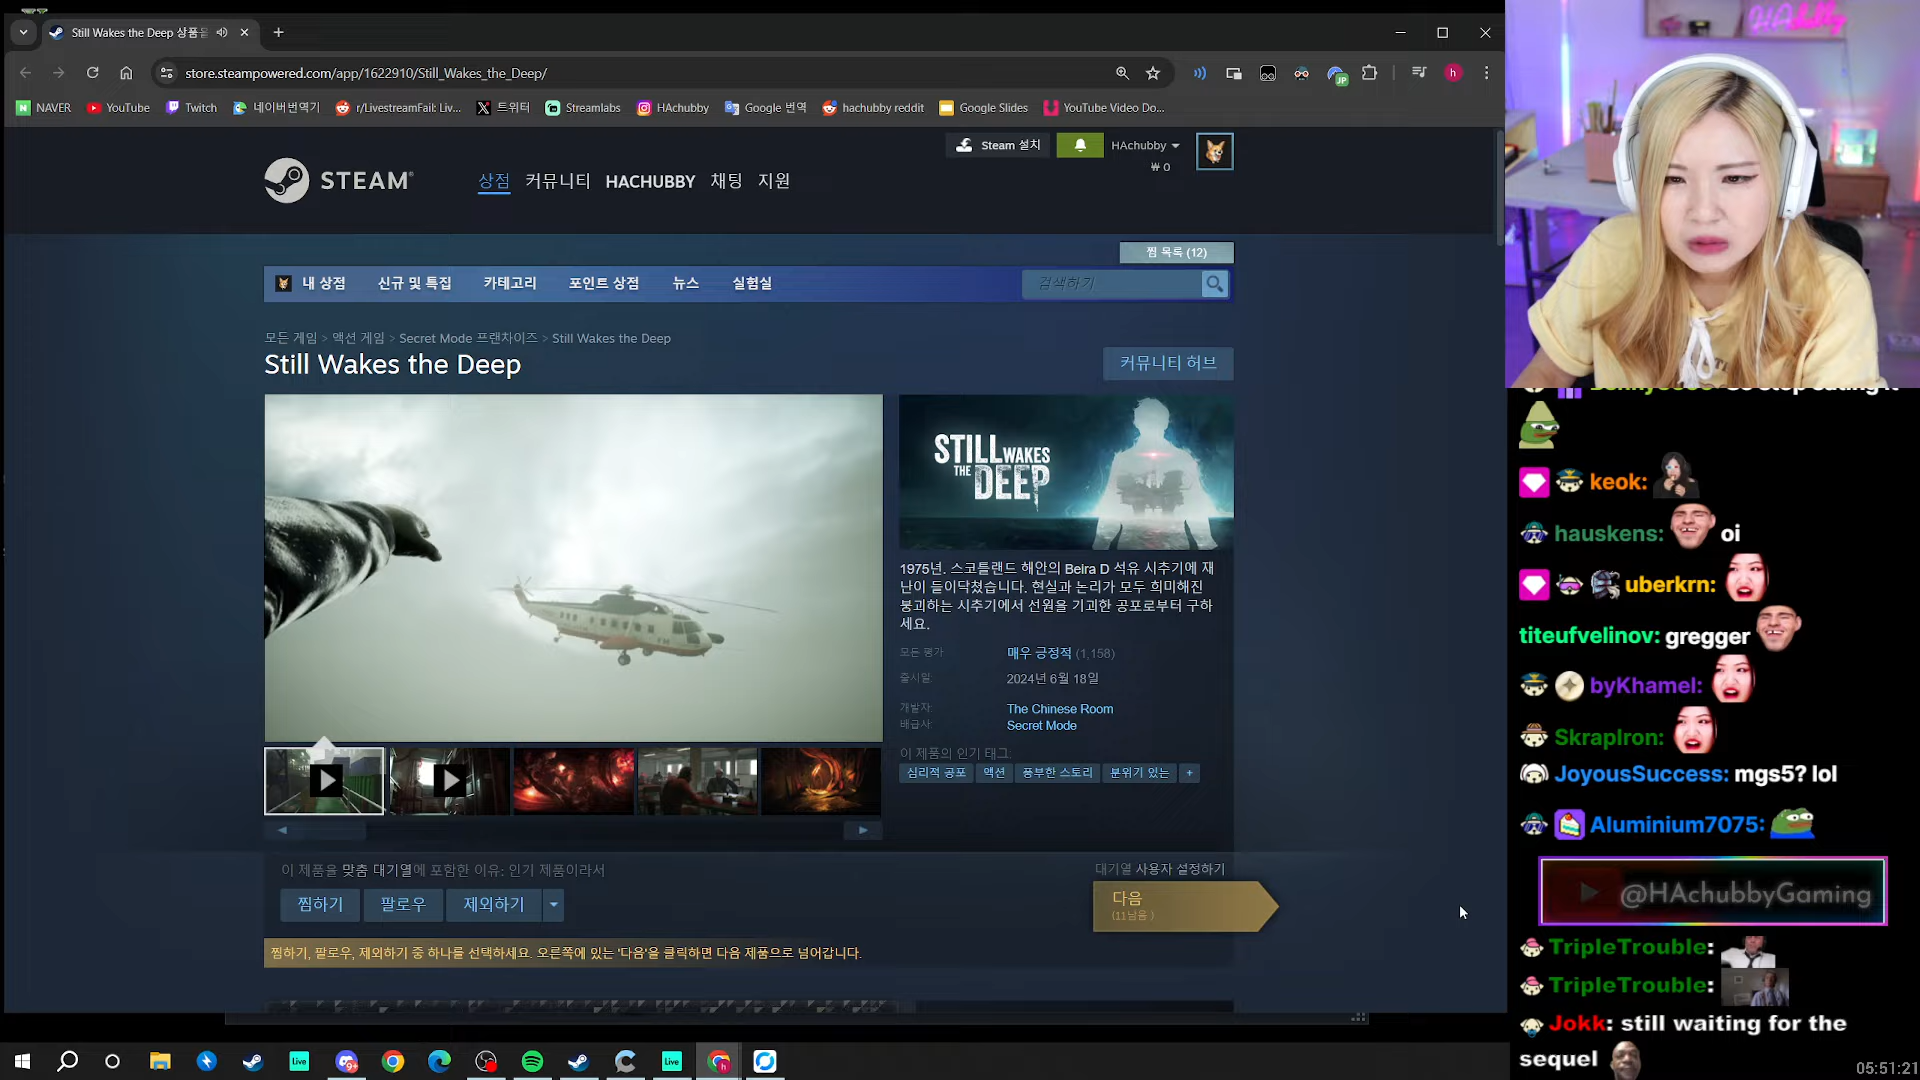 Still Wakes the Deep 상품을
store.steampowered.com/app/1622910/Still_Wakes_the_Deep/
NAVER YouTube Twitch 네이버번역기 r/LivestreamFail: Liv... 트위터 Streamlabs HAchubby Google 번역 hachubby reddit Google Slides YouTube Video Do...
Steam 설치 HAchubby
₩ 0
STEAM® 상점 커뮤니티 HACHUBBY 채팅 지원
찜 목록 (12)
내 상점 신규 및 특집 카테고리 포인트 상점 뉴스 실험실 검색하기
모든 게임 > 액션 게임 > Secret Mode 프랜차이즈 > Still Wakes the Deep
Still Wakes the Deep
커뮤니티 허브
STILL WAKES
THE DEEP
1975년. 스코틀랜드 해안의 Beira D 석유 시추기에 재
난이 들이닥쳤습니다. 현실과 논리가 모두 희미해진
붕괴하는 시추기에서 선원을 기괴한 공포로부터 구하
세요.
모든 평가 매우 긍정적 (1,158)
출시일: 2024년 6월 18일
개발자: The Chinese Room
배급사: Secret Mode
이 제품의 인기 태그:
심리적 공포 액션 풍부한 스토리 분위기 있는 +
이 제품을 맞춤 대기열에 포함한 이유: 인기 제품이라서
대기열 사용자 설정하기
찜하기 팔로우 제외하기
다음
(11남음 )
찜하기, 팔로우, 제외하기 중 하나를 선택하세요. 오른쪽에 있는 '다음'을 클릭하면 다음 제품으로 넘어갑니다.
HAchubby
keok:
hauskens: oi
uberkrn:
titeufvelinov: gregger
byKhamel:
SkrapIron:
JoyousSuccess: mgs5? lol
Aluminium7075:
@HAchubbyGaming
TripleTrouble:
TripleTrouble:
Jokk: still waiting for the
sequel
05:51:21
Live
Live
9+
JP
h